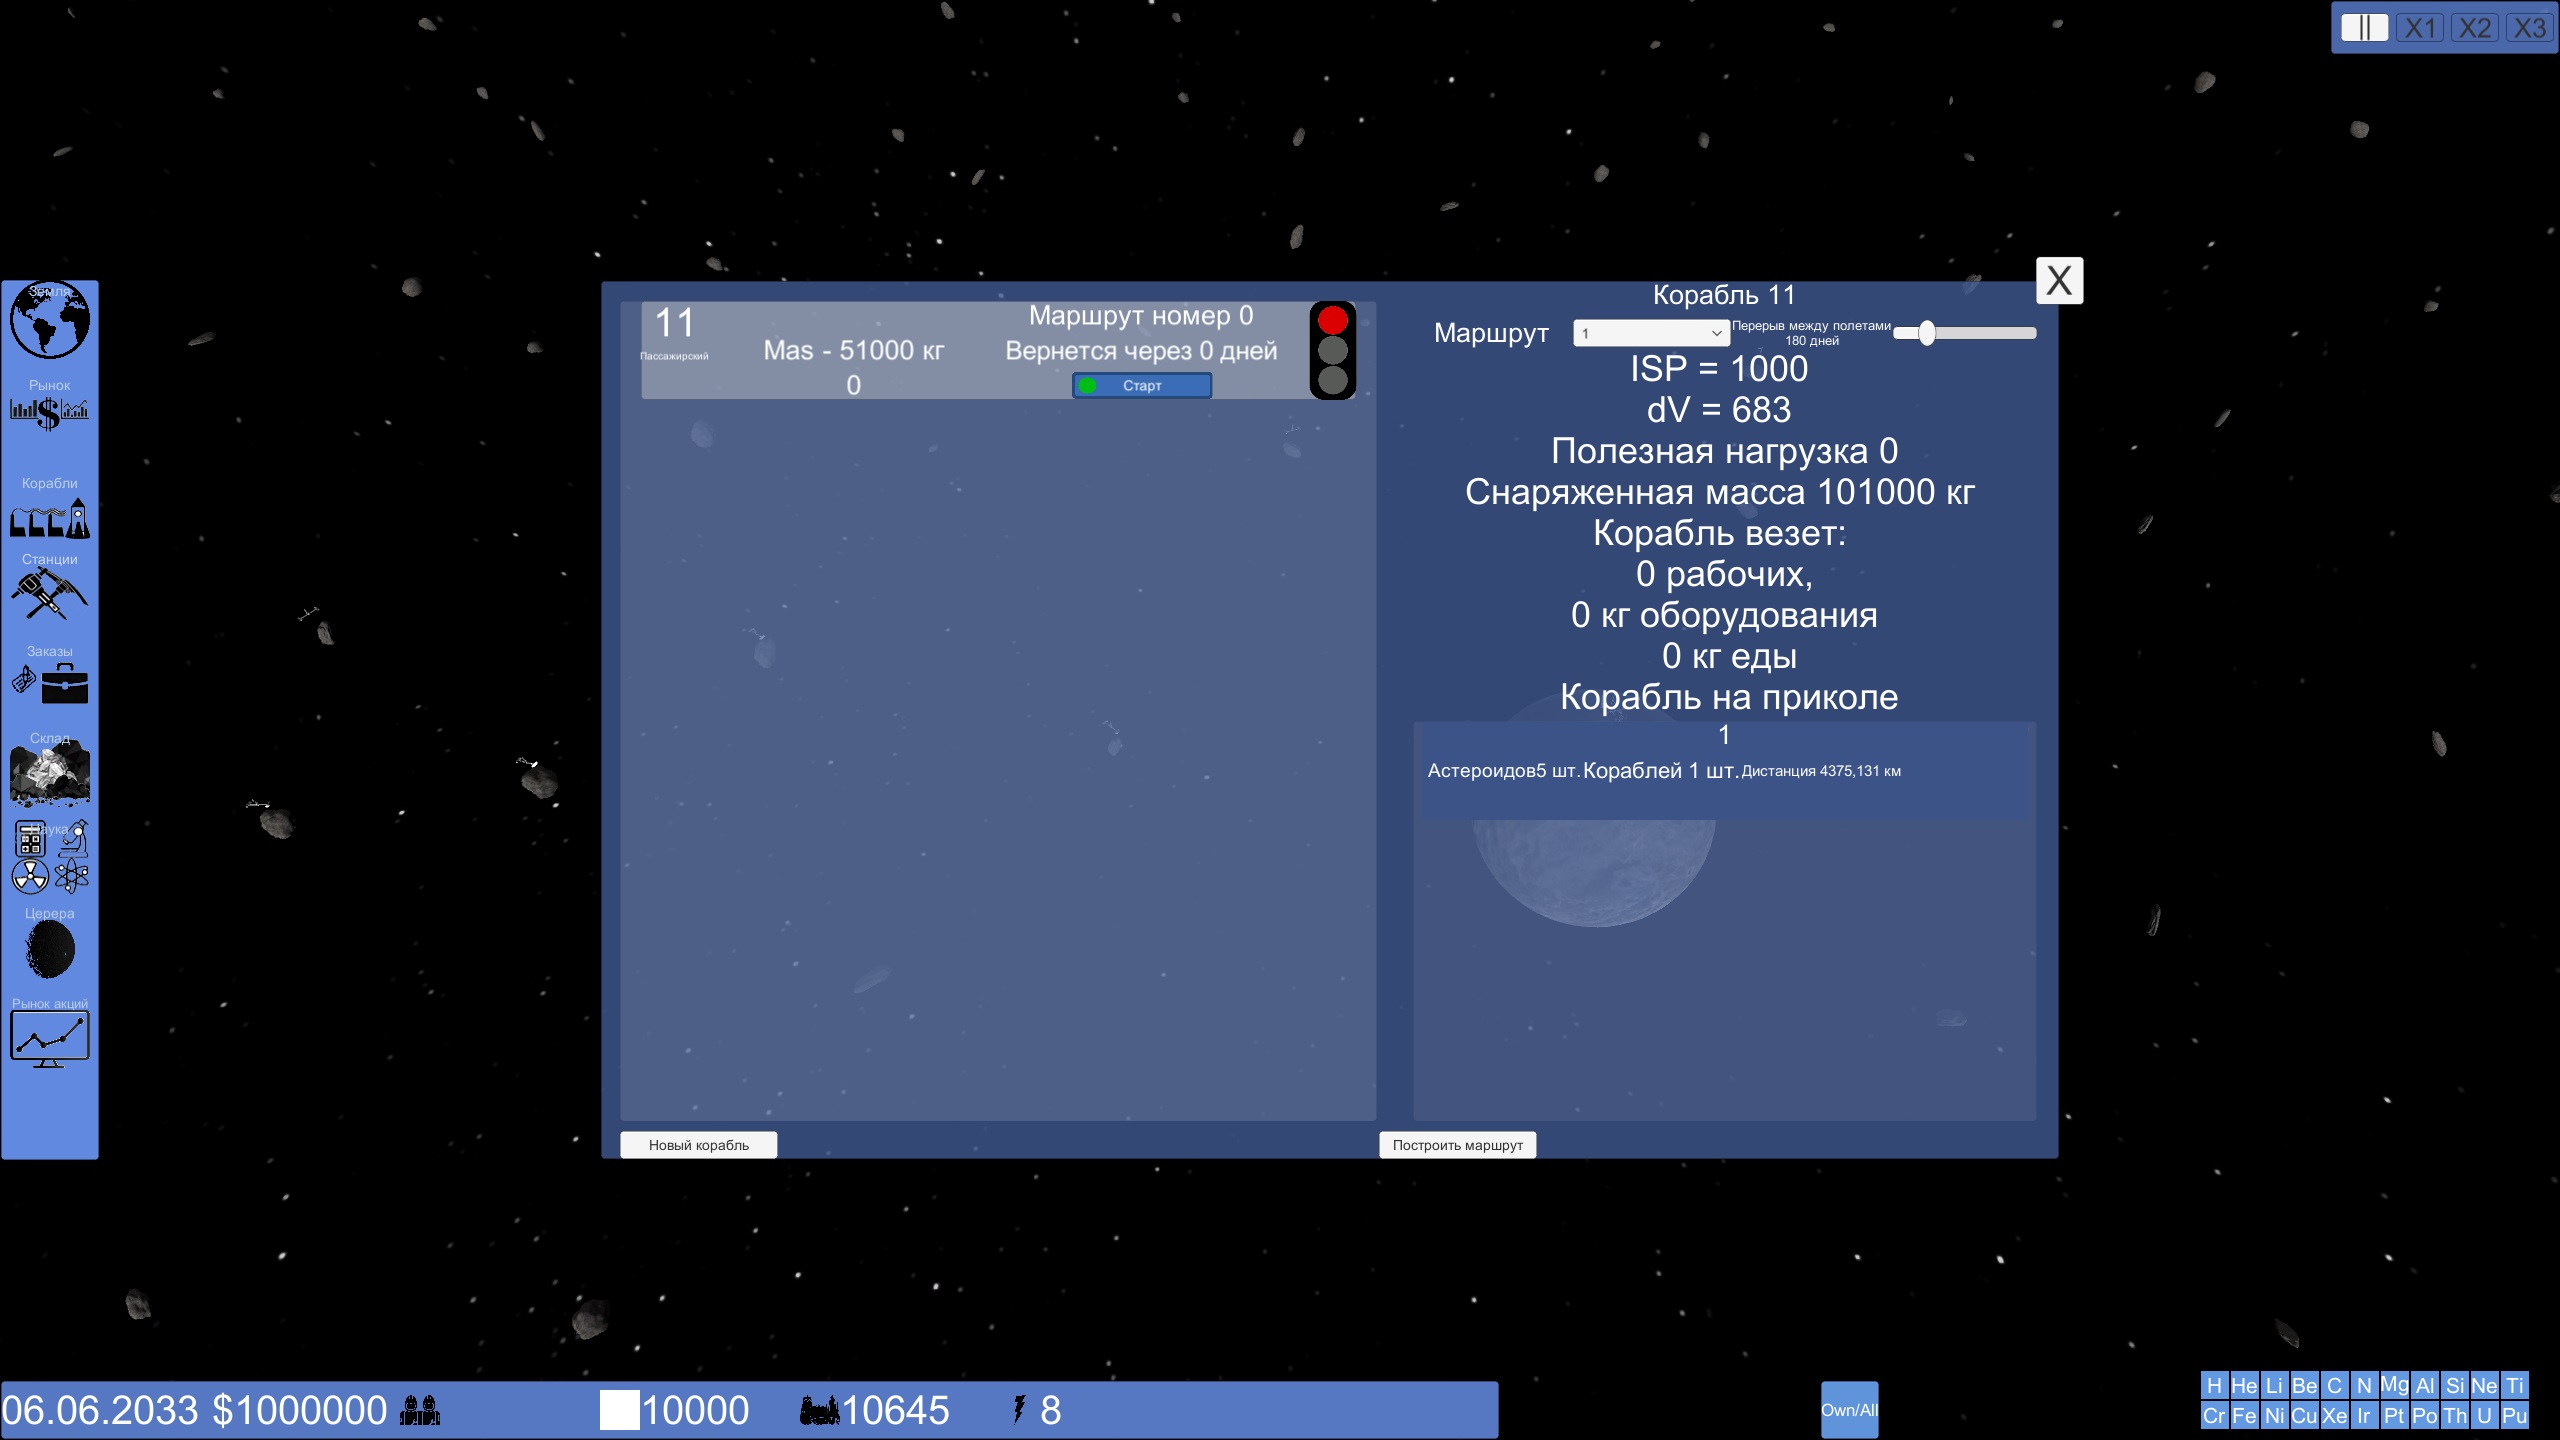 || X1 X2 X3
Земля
Рынок
Корабли
Станции
Заказы
Склад
Наука
Церера
Рынок акций
X
11
Пассажирский
Mas - 51000 кг
0
Маршрут номер 0
Вернется через 0 дней
Старт
Корабль 11
Маршрут
1
Перерыв между полетами
180 дней
ISP = 1000
dV = 683
Полезная нагрузка 0
Снаряженная масса 101000 кг
Корабль везет:
0 рабочих,
0 кг оборудования
0 кг еды
Корабль на приколе
1
Астероидов5 шт. Кораблей 1 шт. Дистанция 4375,131 км
Новый корабль
Построить маршрут
06.06.2033 $1000000 10000 10645 8
Own/All
H He Li Be C N Mg Al Si Ne Ti
Cr Fe Ni Cu Xe Ir Pt Po Th U Pu